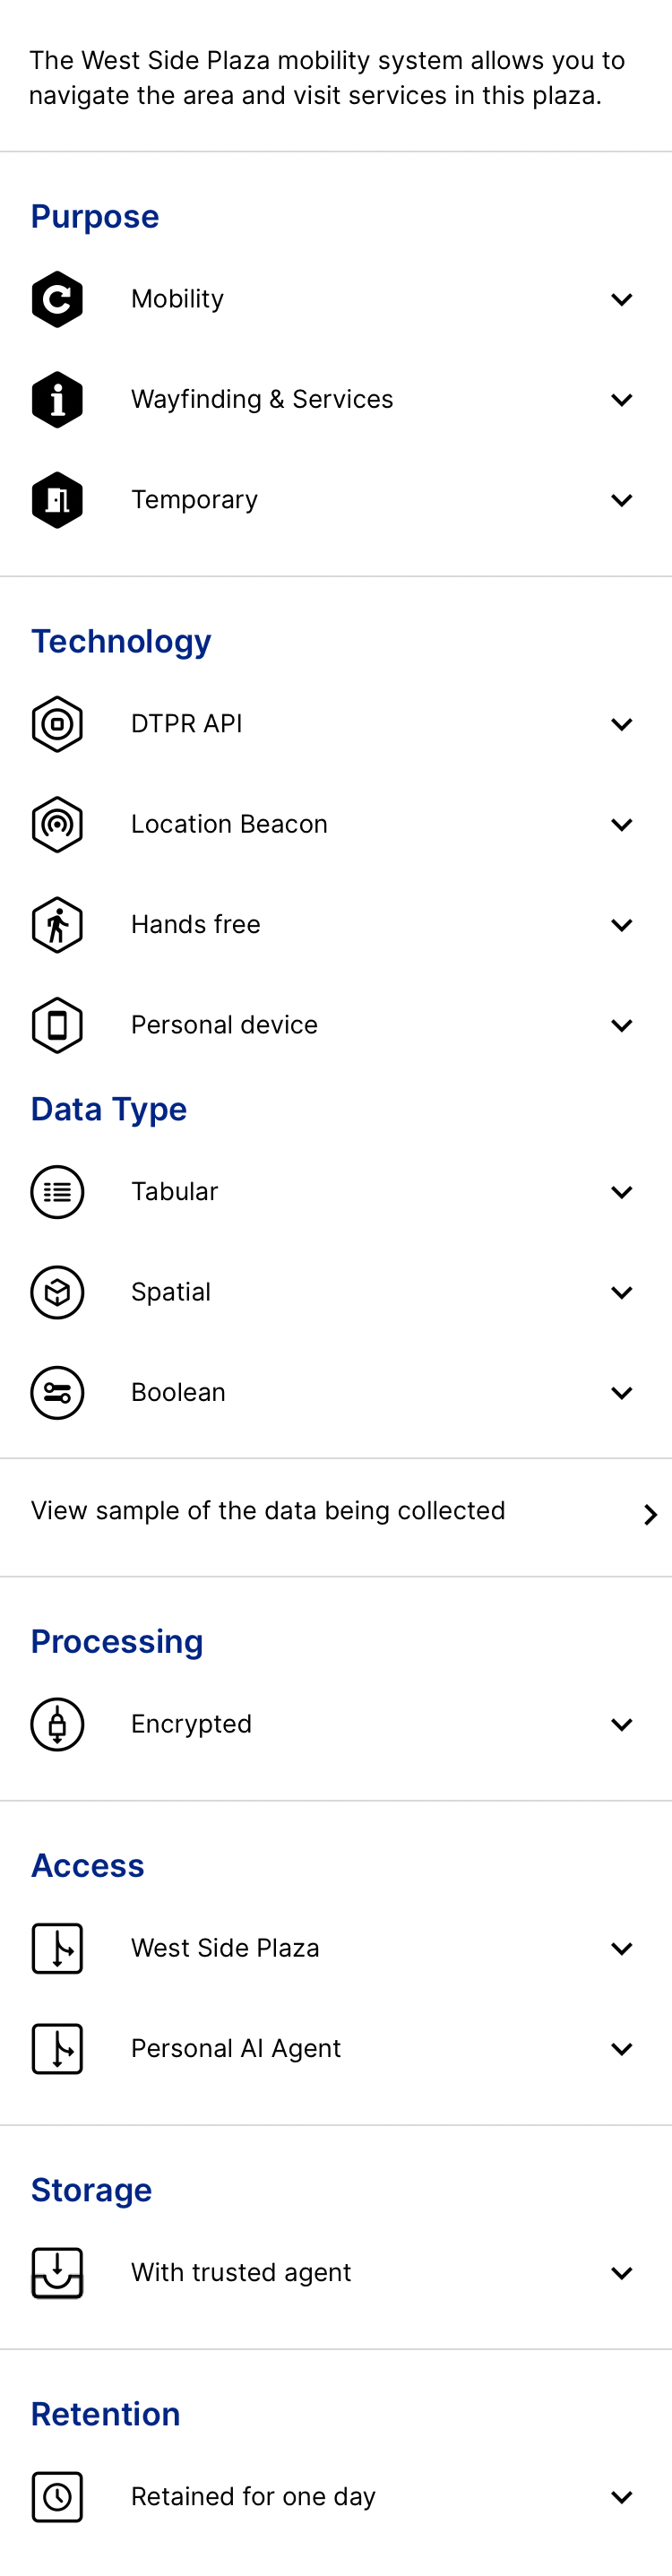 The West Side Plaza mobility system allows you to
navigate the area and visit services in this plaza.
Purpose
Mobility
Wayfinding & Services
Temporary
Technology
DTPR API
Location Beacon
Hands free
Personal device
Data Type
Tabular
Spatial
Boolean
View sample of the data being collected
Processing
Encrypted
Access
West Side Plaza
Personal AI Agent
Storage
With trusted agent
Retention
Retained for one day